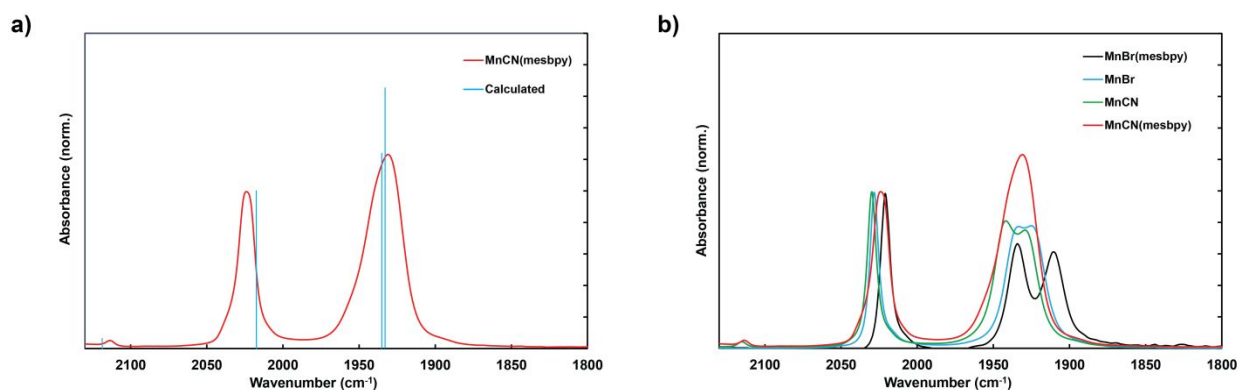 a)
MnCN(mesbpy)
Calculated
Absorbance (norm.)
2100 2050 2000 1950 1900 1850 1800
Wavenumber (cm-1)
b)
MnBr(mesbpy)
MnBr
MnCN
MnCN(mesbpy)
Absorbance (norm.)
2100 2050 2000 1950 1900 1850 1800
Wavenumber (cm-1)